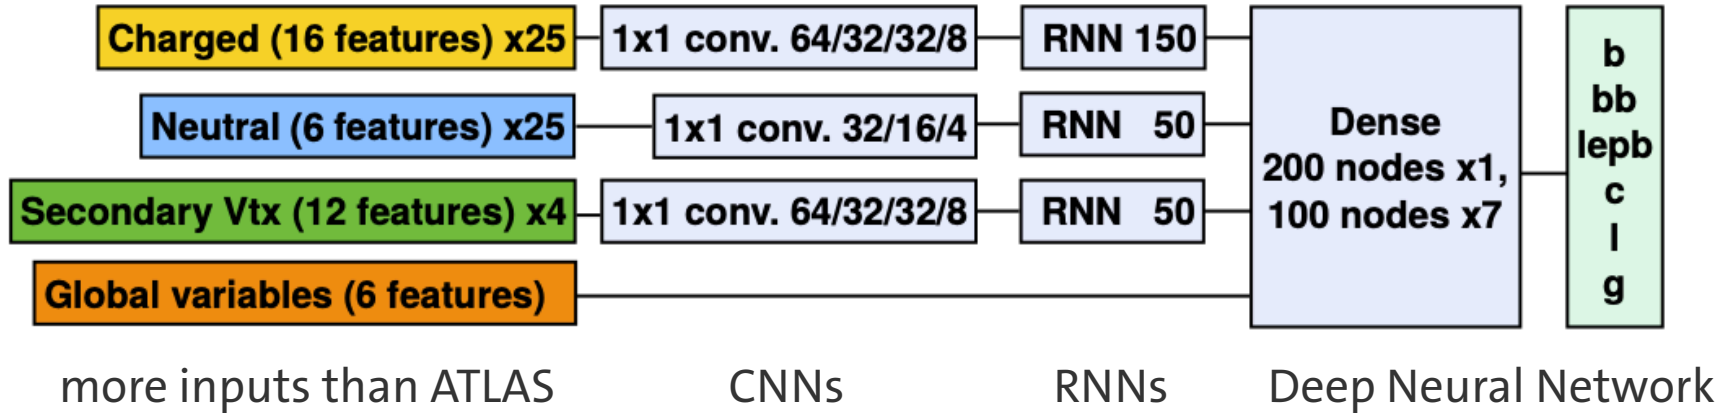 Charged (16 features) x25
1x1 conv. 64/32/32/8
RNN 150
Neutral (6 features) x25
1x1 conv. 32/16/4
RNN 50
Secondary Vtx (12 features) x4
1x1 conv. 64/32/32/8
RNN 50
Global variables (6 features)
Dense
200 nodes x1,
100 nodes x7
b
bb
lepb
c
l
g
more inputs than ATLAS
CNNs
RNNs
Deep Neural Network